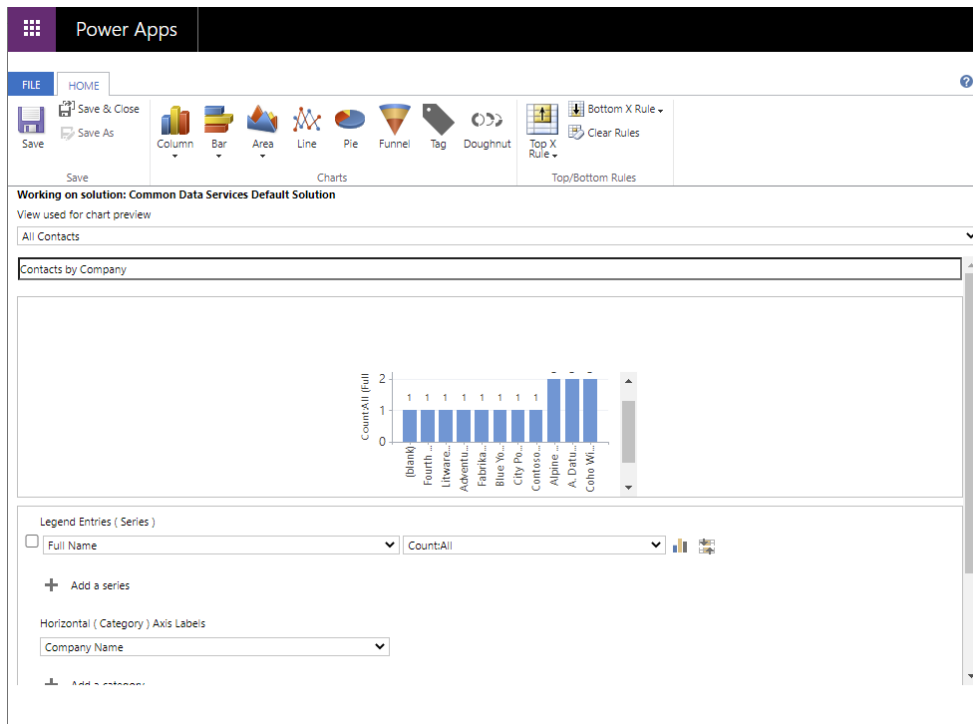 Power Apps
FILE HOME
Save
Save & Close
Save As
Column
Bar
Area
Line
Pie
Funnel
Tag
Doughnut
Top X
Rule
Bottom X Rule
Clear Rules
Save
Charts
Top/Bottom Rules
Working on solution: Common Data Services Default Solution
View used for chart preview
All Contacts
Contacts by Company
Count:All (Full
2
1
0
1 1 1 1 1 1 1 1
(blank)
Fourth ...
Litware...
Adventu...
Fabrika...
Blue Yo...
City Po...
Contoso...
Alpine ...
A. Datu...
Coho Wi...
Legend Entries ( Series )
Full Name
Count:All
Add a series
Horizontal ( Category ) Axis Labels
Company Name
Add a category